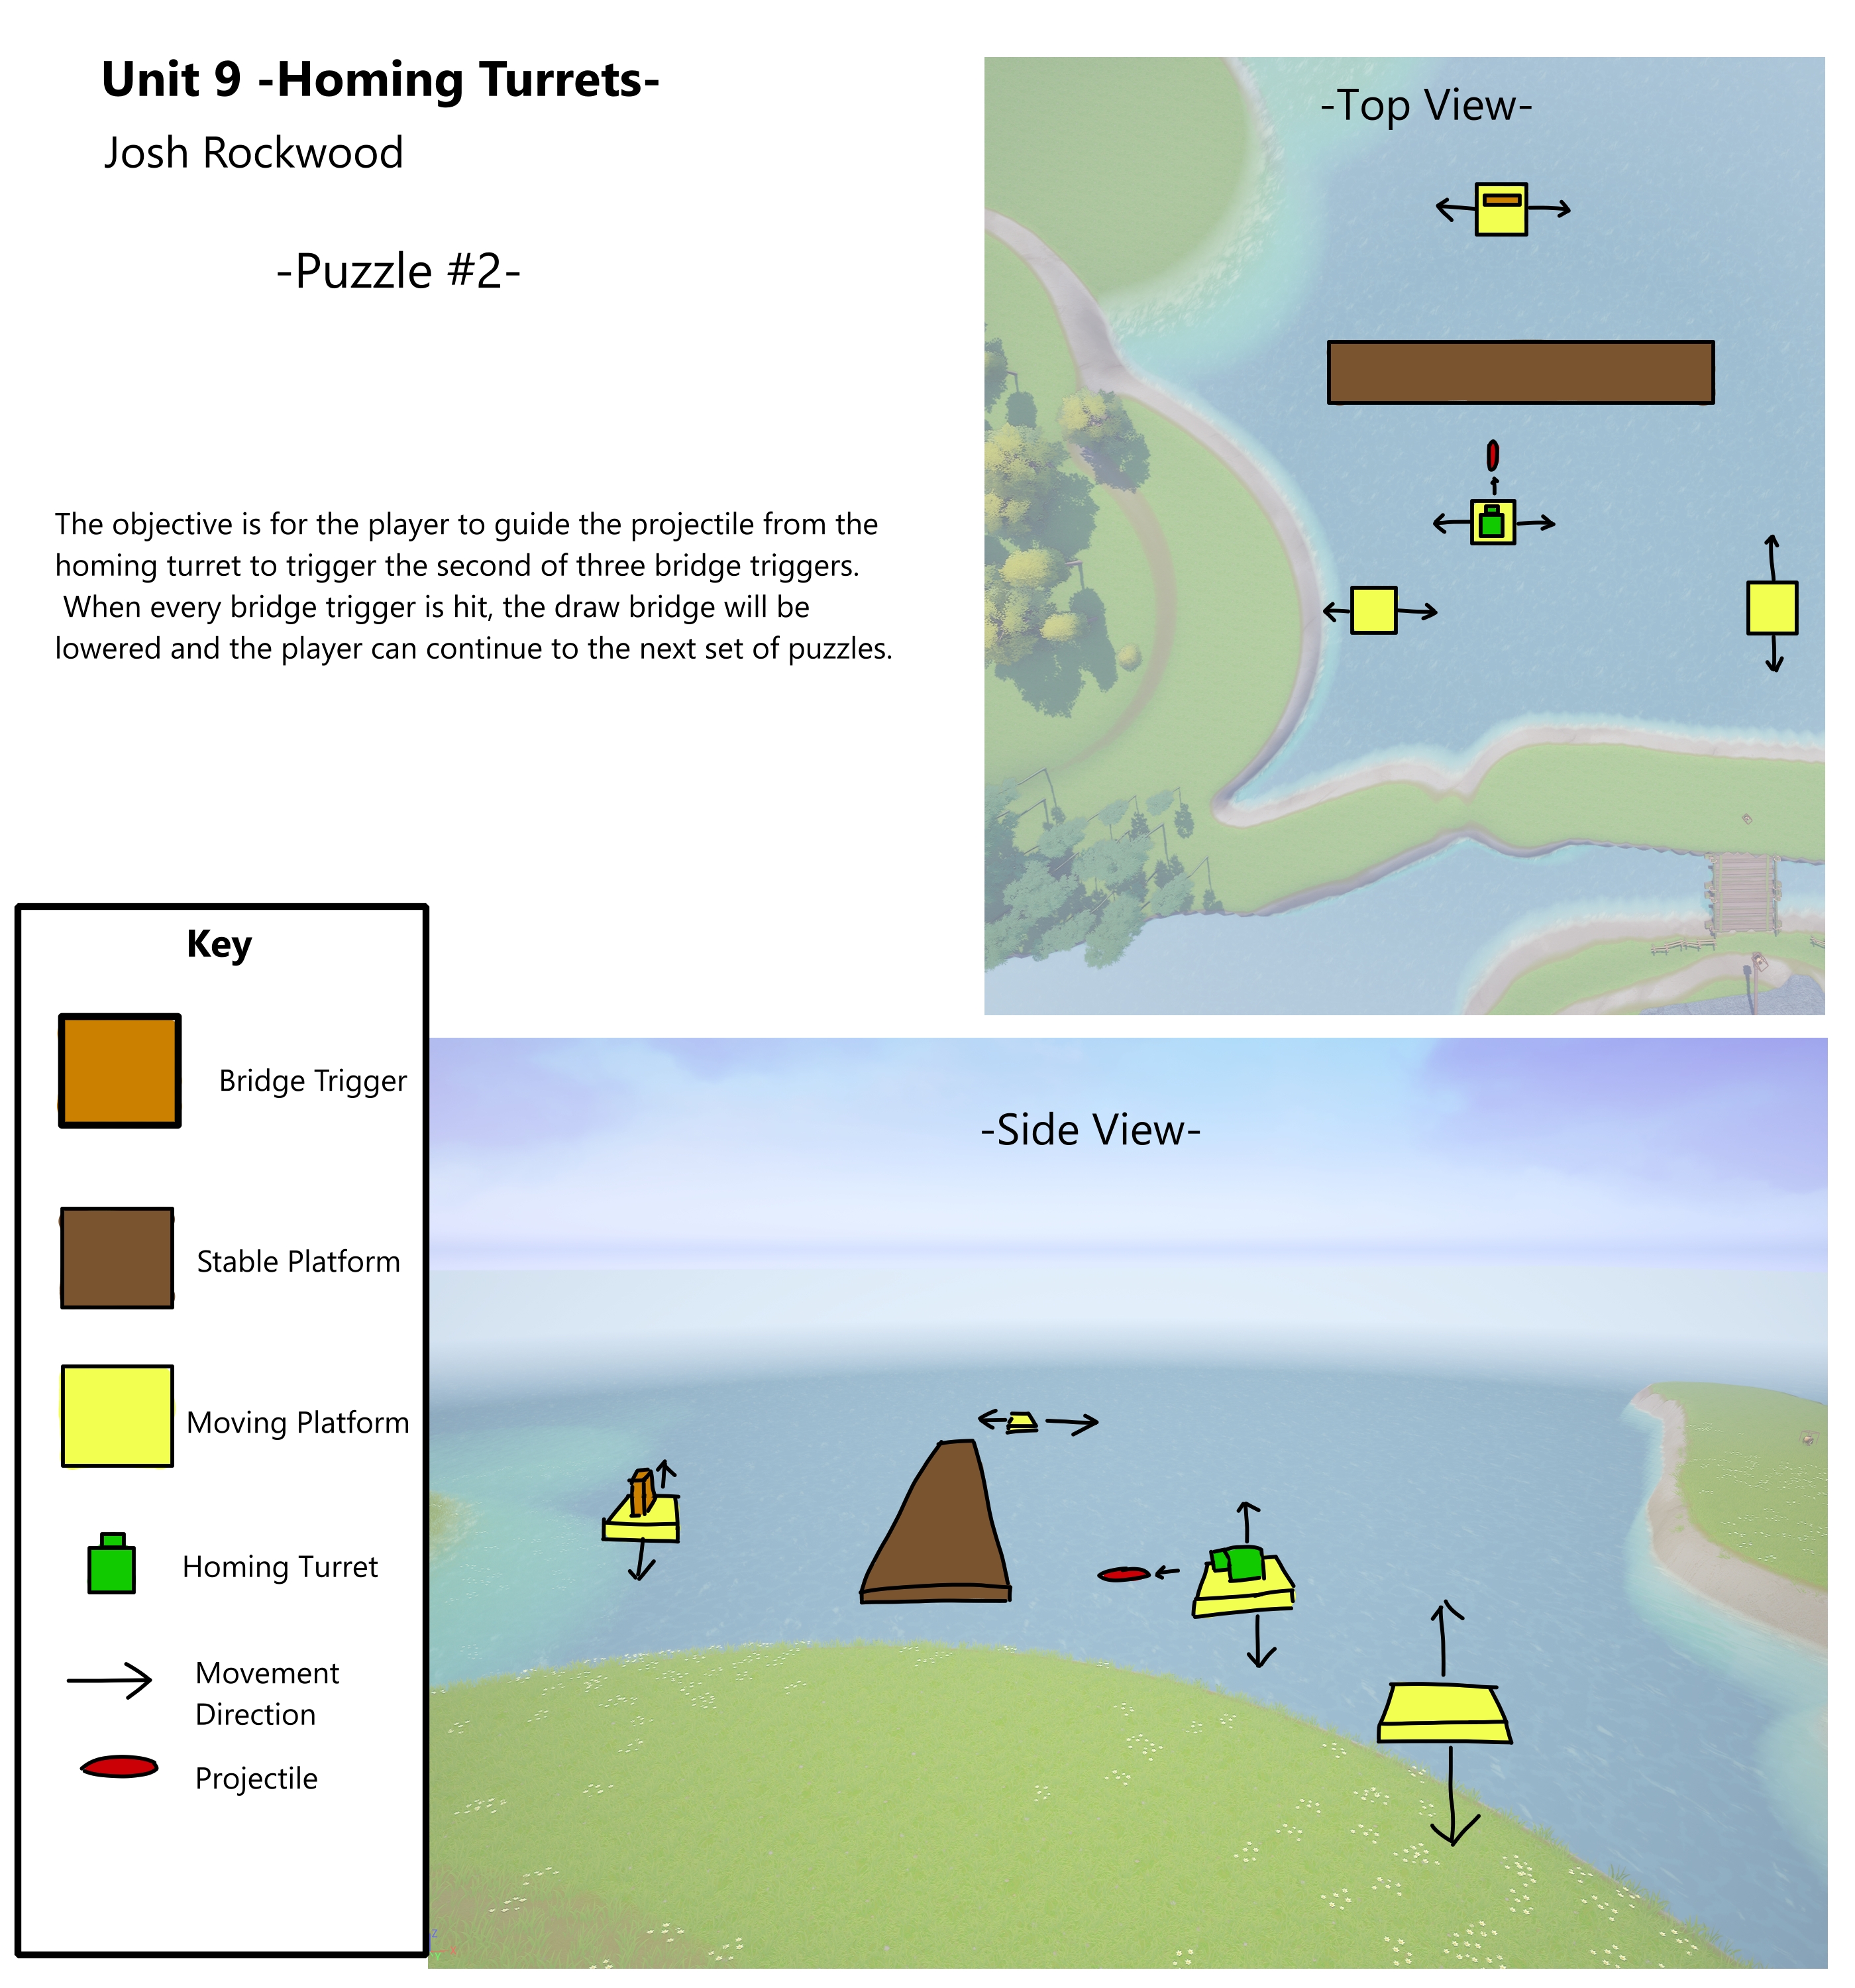 Unit 9 -Homing Turrets-
Josh Rockwood
-Puzzle #2-
The objective is for the player to guide the projectile from the
homing turret to trigger the second of three bridge triggers.
When every bridge trigger is hit, the draw bridge will be
lowered and the player can continue to the next set of puzzles.
-Top View-
Key
Bridge Trigger
Stable Platform
Moving Platform
Homing Turret
Movement
Direction
Projectile
-Side View-